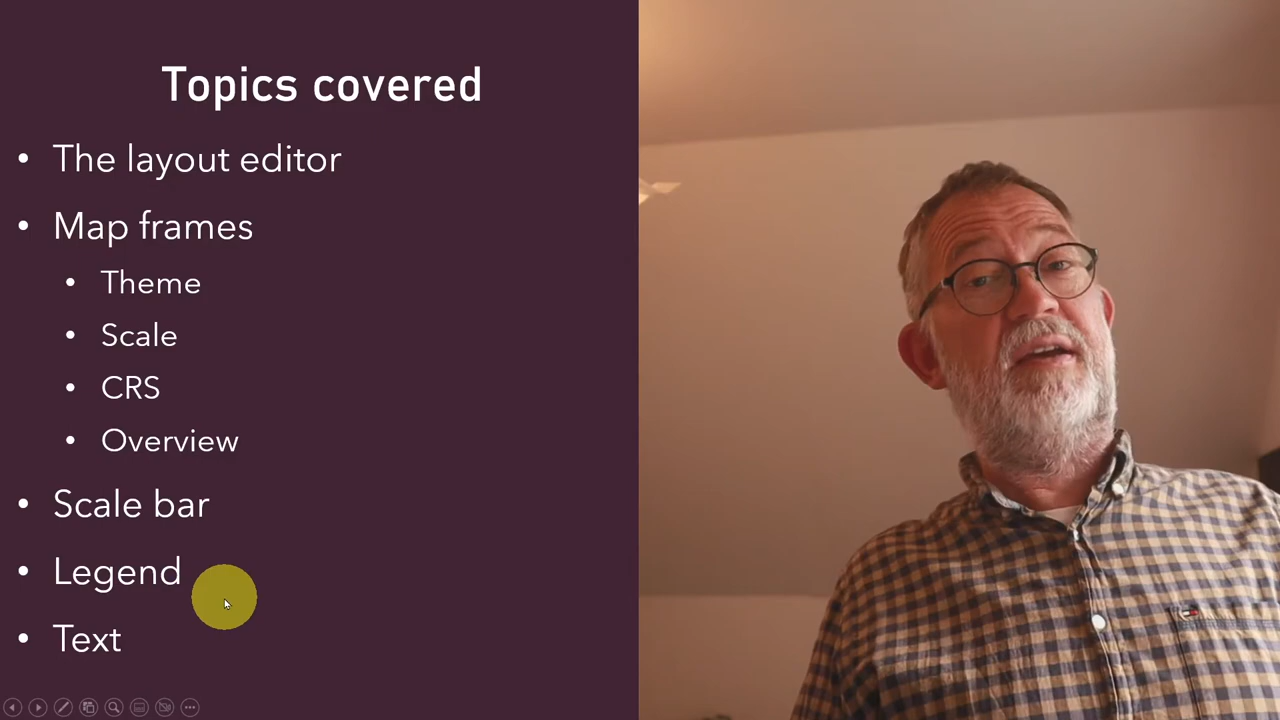 Topics covered
• The layout editor
• Map frames
• Theme
• Scale
• CRS
• Overview
• Scale bar
• Legend
• Text